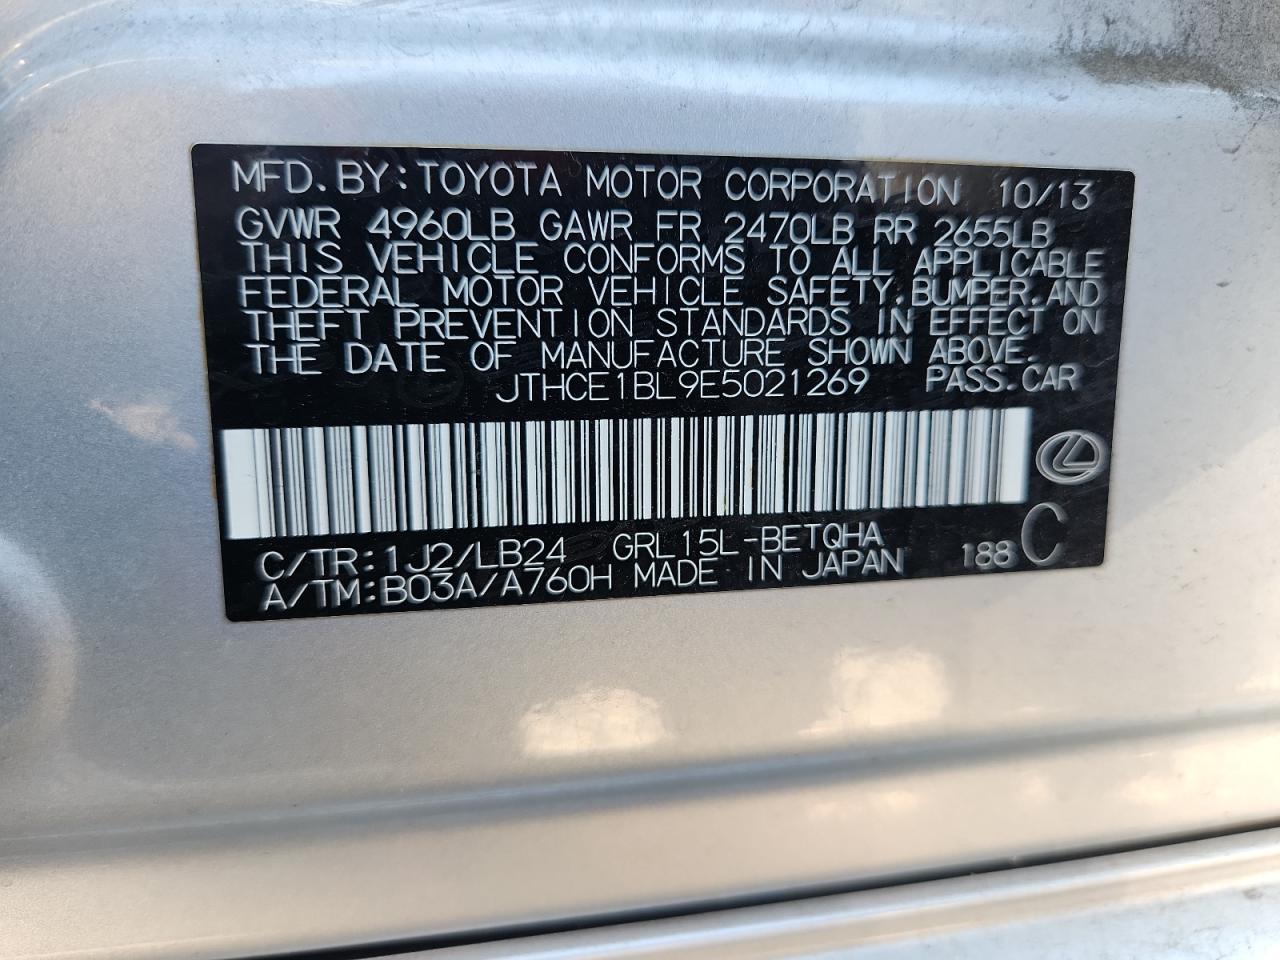 MFD. BY: TOYOTA MOTOR CORPORATION 10/13
GVWR 4960LB GAWR FR 2470LB RR 2655LB
THIS VEHICLE CONFORMS TO ALL APPLICABLE
FEDERAL MOTOR VEHICLE SAFETY, BUMPER, AND
THEFT PREVENTION STANDARDS IN EFFECT ON
THE DATE OF MANUFACTURE SHOWN ABOVE.
JTHCE1BL9E5021269 PASS. CAR
C/TR: 1J2/LB24 GRL15L-BETQHA 188 C
A/TM: B03A/A760H MADE IN JAPAN